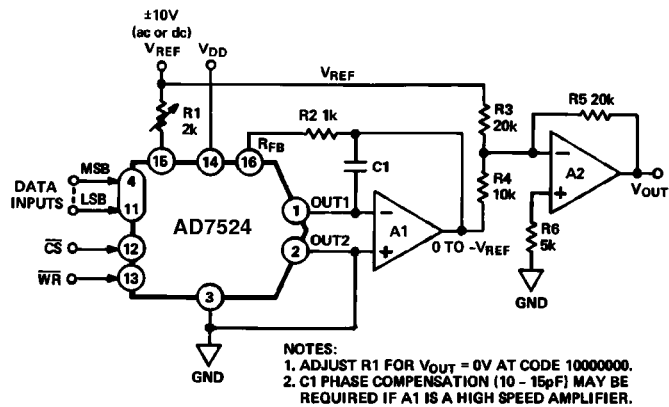 ±10V
(ac or dc)
VREF
VDD
VREF
R1
2k
RFB
R2 1k
R3
20k
R5 20k
C1
R4
10k
15
14
16
MSB
4
DATA
INPUTS
LSB
11
AD7524
1
OUT1
2
OUT2
–
+
A1
0 TO -VREF
–
+
A2
VOUT
R6
5k
GND
CS
12
WR
13
3
GND
NOTES:
1. ADJUST R1 FOR VOUT = 0V AT CODE 10000000.
2. C1 PHASE COMPENSATION (10 – 15pF) MAY BE
REQUIRED IF A1 IS A HIGH SPEED AMPLIFIER.